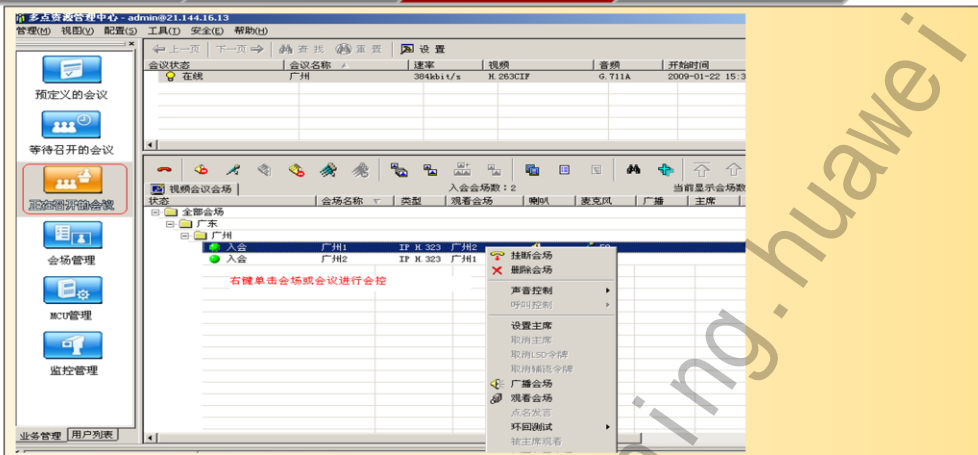 多点资源管理中心 - admin@21.144.16.13
管理(M) 视图(V) 配置(S) 工具(T) 安全(E) 帮助(H)
上一页 下一页 查找 重置 设置
会议状态 会议名称 速率 视频 音频 开始时间
在线 广州 384kbit/s H.263CIF G.711A 2009-01-22 15:3
预定义的会议
等待召开的会议
正在召开的会议
会场管理
MCU管理
监控管理
业务管理 用户列表
视频会议会场 入会会场数：2 当前显示会场数
状态 会场名称 类型 观看会场 喇叭 麦克风 广播 主席
全部会场
广东
广州
入会 广州1 IP H.323 广州2
入会 广州2 IP H.323 广州1
右键单击会场或会议进行会控
挂断会场
删除会场
声音控制
呼叫控制
设置主席
取消主席
取消LSD令牌
取消辅流令牌
广播会场
观看会场
点名发言
环回测试
被主席观看
ning.huawei